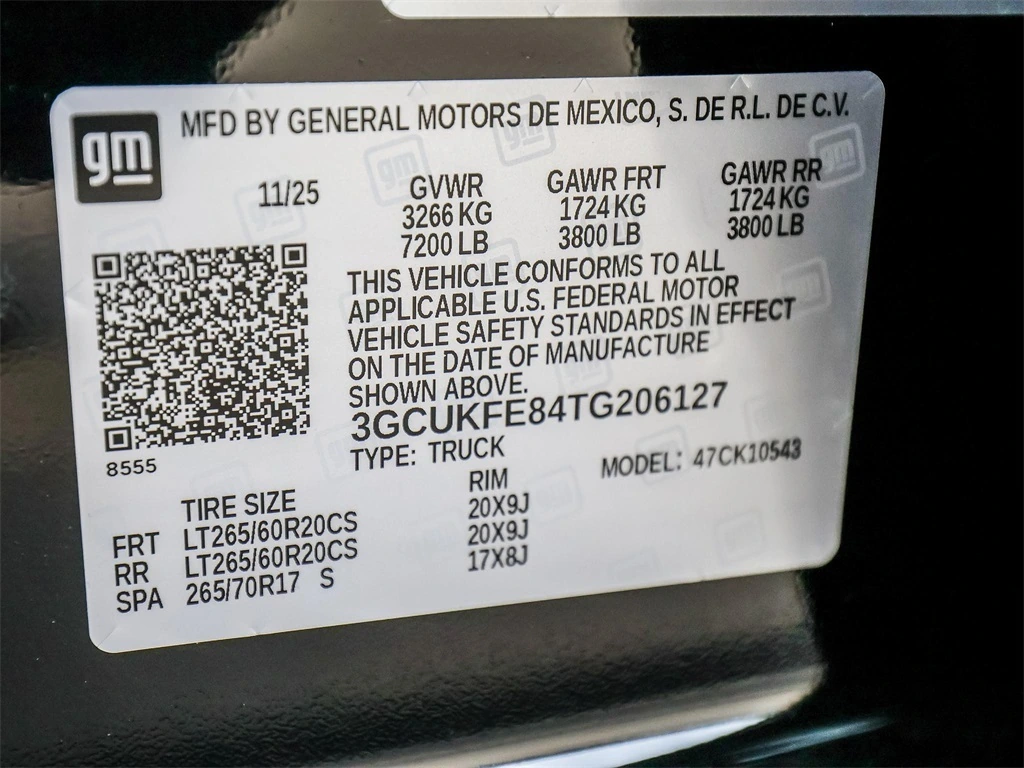 gm MFD BY GENERAL MOTORS DE MEXICO, S. DE R.L. DE C.V.
11/25 GVWR GAWR FRT GAWR RR
3266 KG 1724 KG 1724 KG
7200 LB 3800 LB 3800 LB
THIS VEHICLE CONFORMS TO ALL
APPLICABLE U.S. FEDERAL MOTOR
VEHICLE SAFETY STANDARDS IN EFFECT
ON THE DATE OF MANUFACTURE
SHOWN ABOVE.
3GCUKFE84TG206127
8555 TYPE: TRUCK MODEL: 47CK10543
TIRE SIZE RIM
FRT LT265/60R20CS 20X9J
RR LT265/60R20CS 20X9J
SPA 265/70R17 S 17X8J